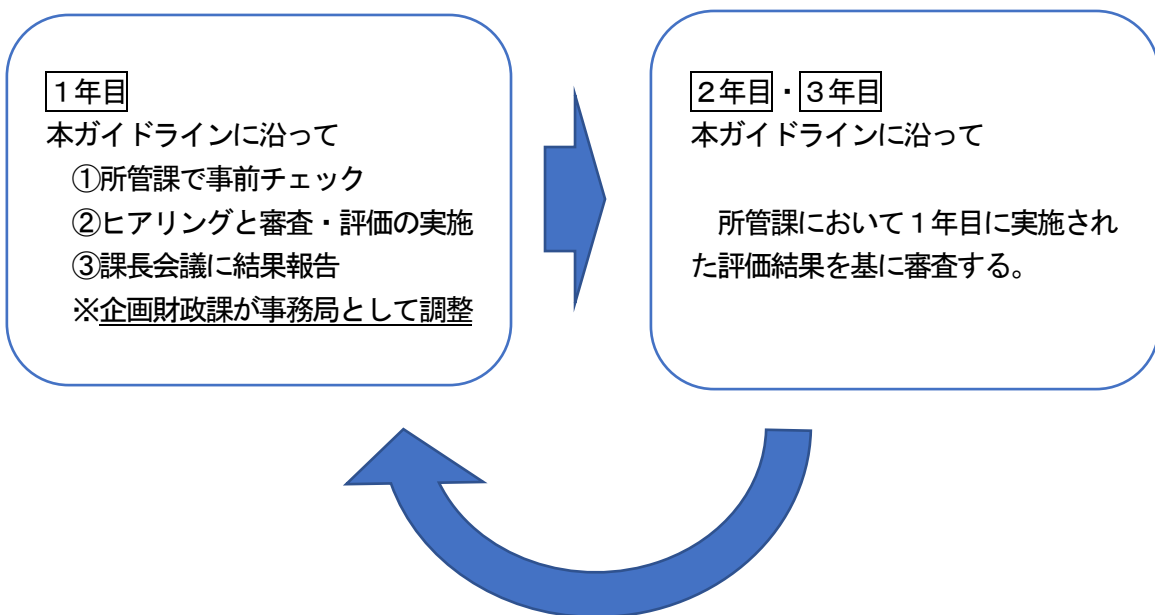 １年目
本ガイドラインに沿って
①所管課で事前チェック
②ヒアリングと審査・評価の実施
③課長会議に結果報告
※企画財政課が事務局として調整
２年目・３年目
本ガイドラインに沿って
所管課において１年目に実施され
た評価結果を基に審査する。